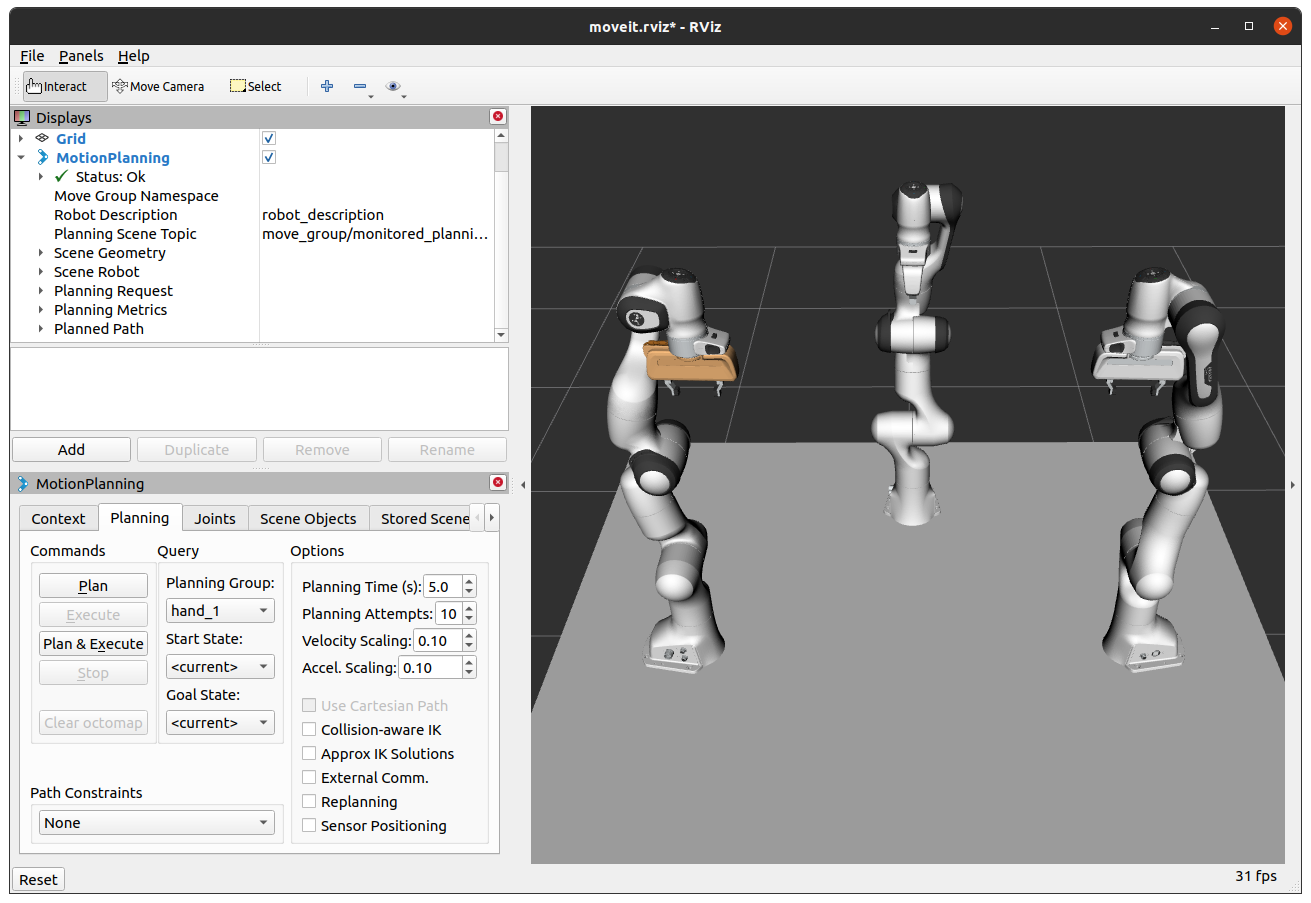 moveit.rviz* - RViz
File Panels Help
Interact Move Camera Select
Displays
Grid
MotionPlanning
Status: Ok
Move Group Namespace
Robot Description robot_description
Planning Scene Topic move_group/monitored_planni...
Scene Geometry
Scene Robot
Planning Request
Planning Metrics
Planned Path
Add Duplicate Remove Rename
MotionPlanning
Context Planning Joints Scene Objects Stored Scene
Commands Query Options
Plan
Execute
Plan & Execute
Stop
Clear octomap
Planning Group:
hand_1
Start State:
<current>
Goal State:
<current>
Planning Time (s): 5.0
Planning Attempts: 10
Velocity Scaling: 0.10
Accel. Scaling: 0.10
Use Cartesian Path
Collision-aware IK
Approx IK Solutions
External Comm.
Replanning
Sensor Positioning
Path Constraints
None
Reset
31 fps